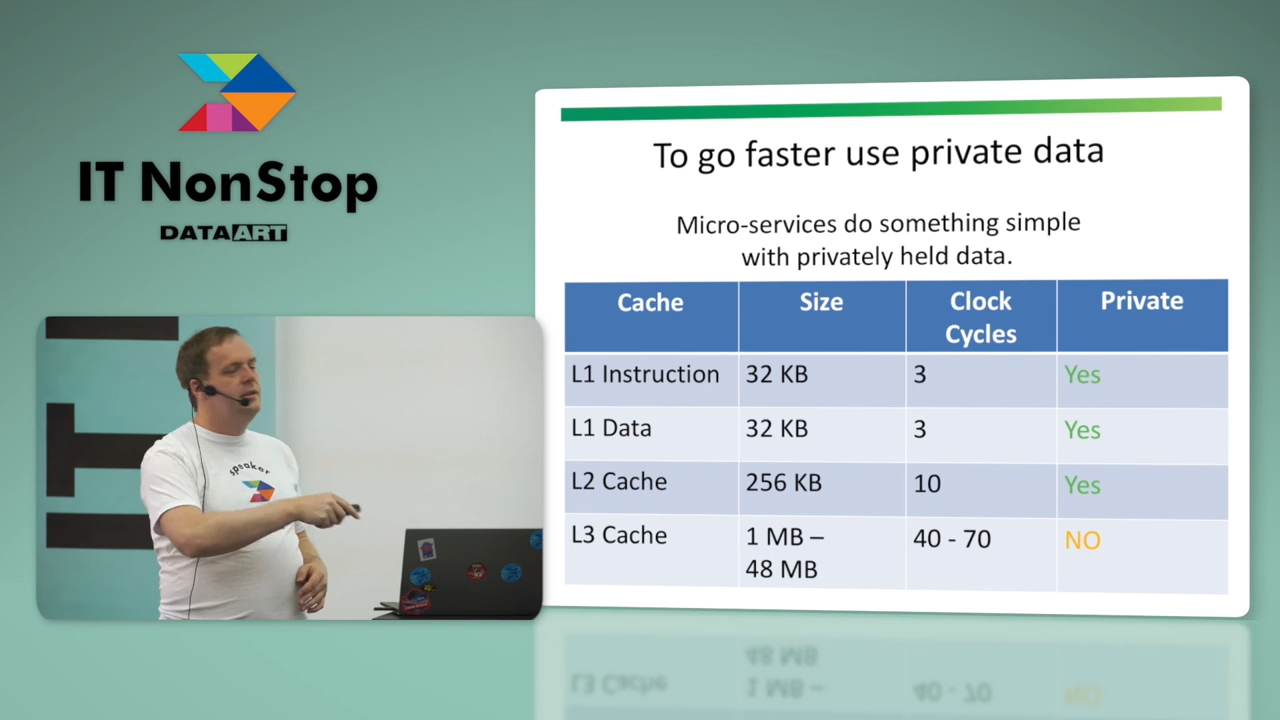 IT NonStop
DATAART
speaker
To go faster use private data
Micro-services do something simple
with privately held data.
Cache Size Clock Cycles Private
L1 Instruction 32 KB 3 Yes
L1 Data 32 KB 3 Yes
L2 Cache 256 KB 10 Yes
L3 Cache 1 MB – 48 MB 40 - 70 NO